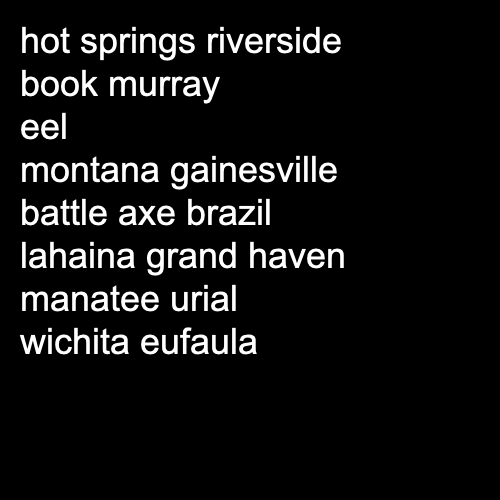 hot springs riverside
book murray
eel
montana gainesville
battle axe brazil
lahaina grand haven
manatee urial
wichita eufaula